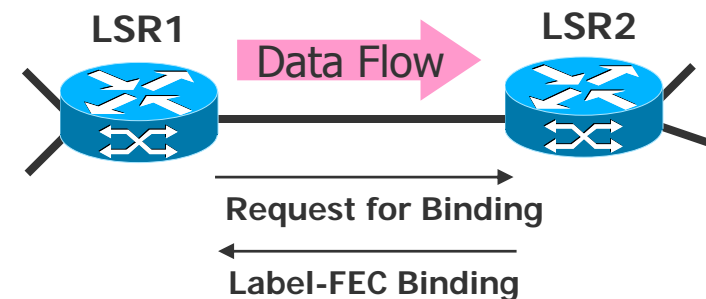 LSR1
LSR2
Data Flow
Request for Binding
Label-FEC Binding